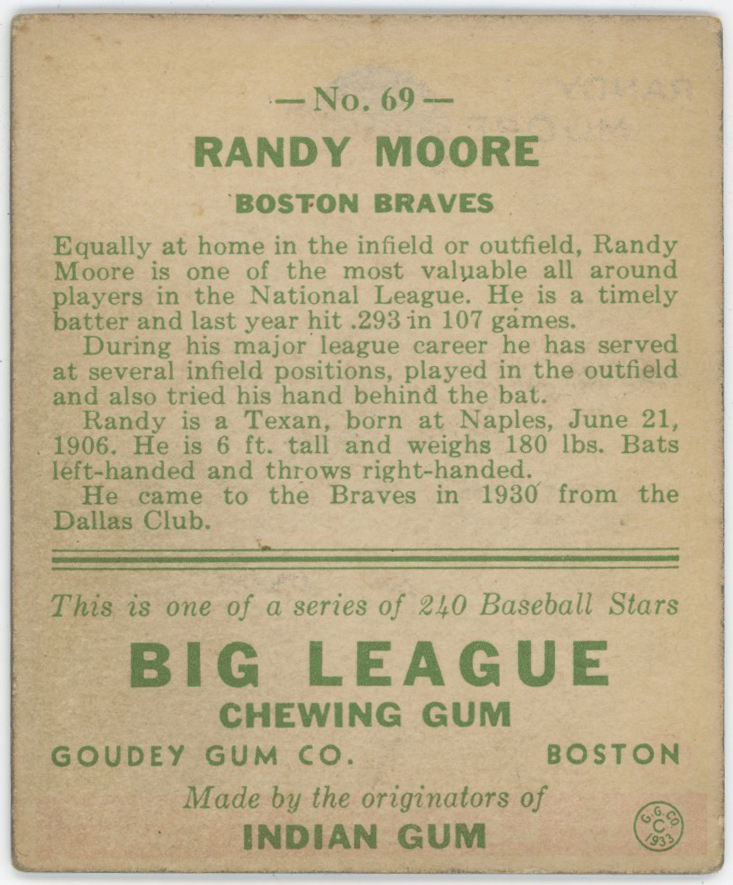 — No. 69 —
RANDY MOORE
BOSTON BRAVES
Equally at home in the infield or outfield, Randy
Moore is one of the most valuable all around
players in the National League. He is a timely
batter and last year hit .293 in 107 games.
During his major league career he has served
at several infield positions, played in the outfield
and also tried his hand behind the bat.
Randy is a Texan, born at Naples, June 21,
1906. He is 6 ft. tall and weighs 180 lbs. Bats
left-handed and throws right-handed.
He came to the Braves in 1930 from the
Dallas Club.
This is one of a series of 240 Baseball Stars
BIG LEAGUE
CHEWING GUM
GOUDEY GUM CO. BOSTON
Made by the originators of
INDIAN GUM
G. G. CO
C
1933